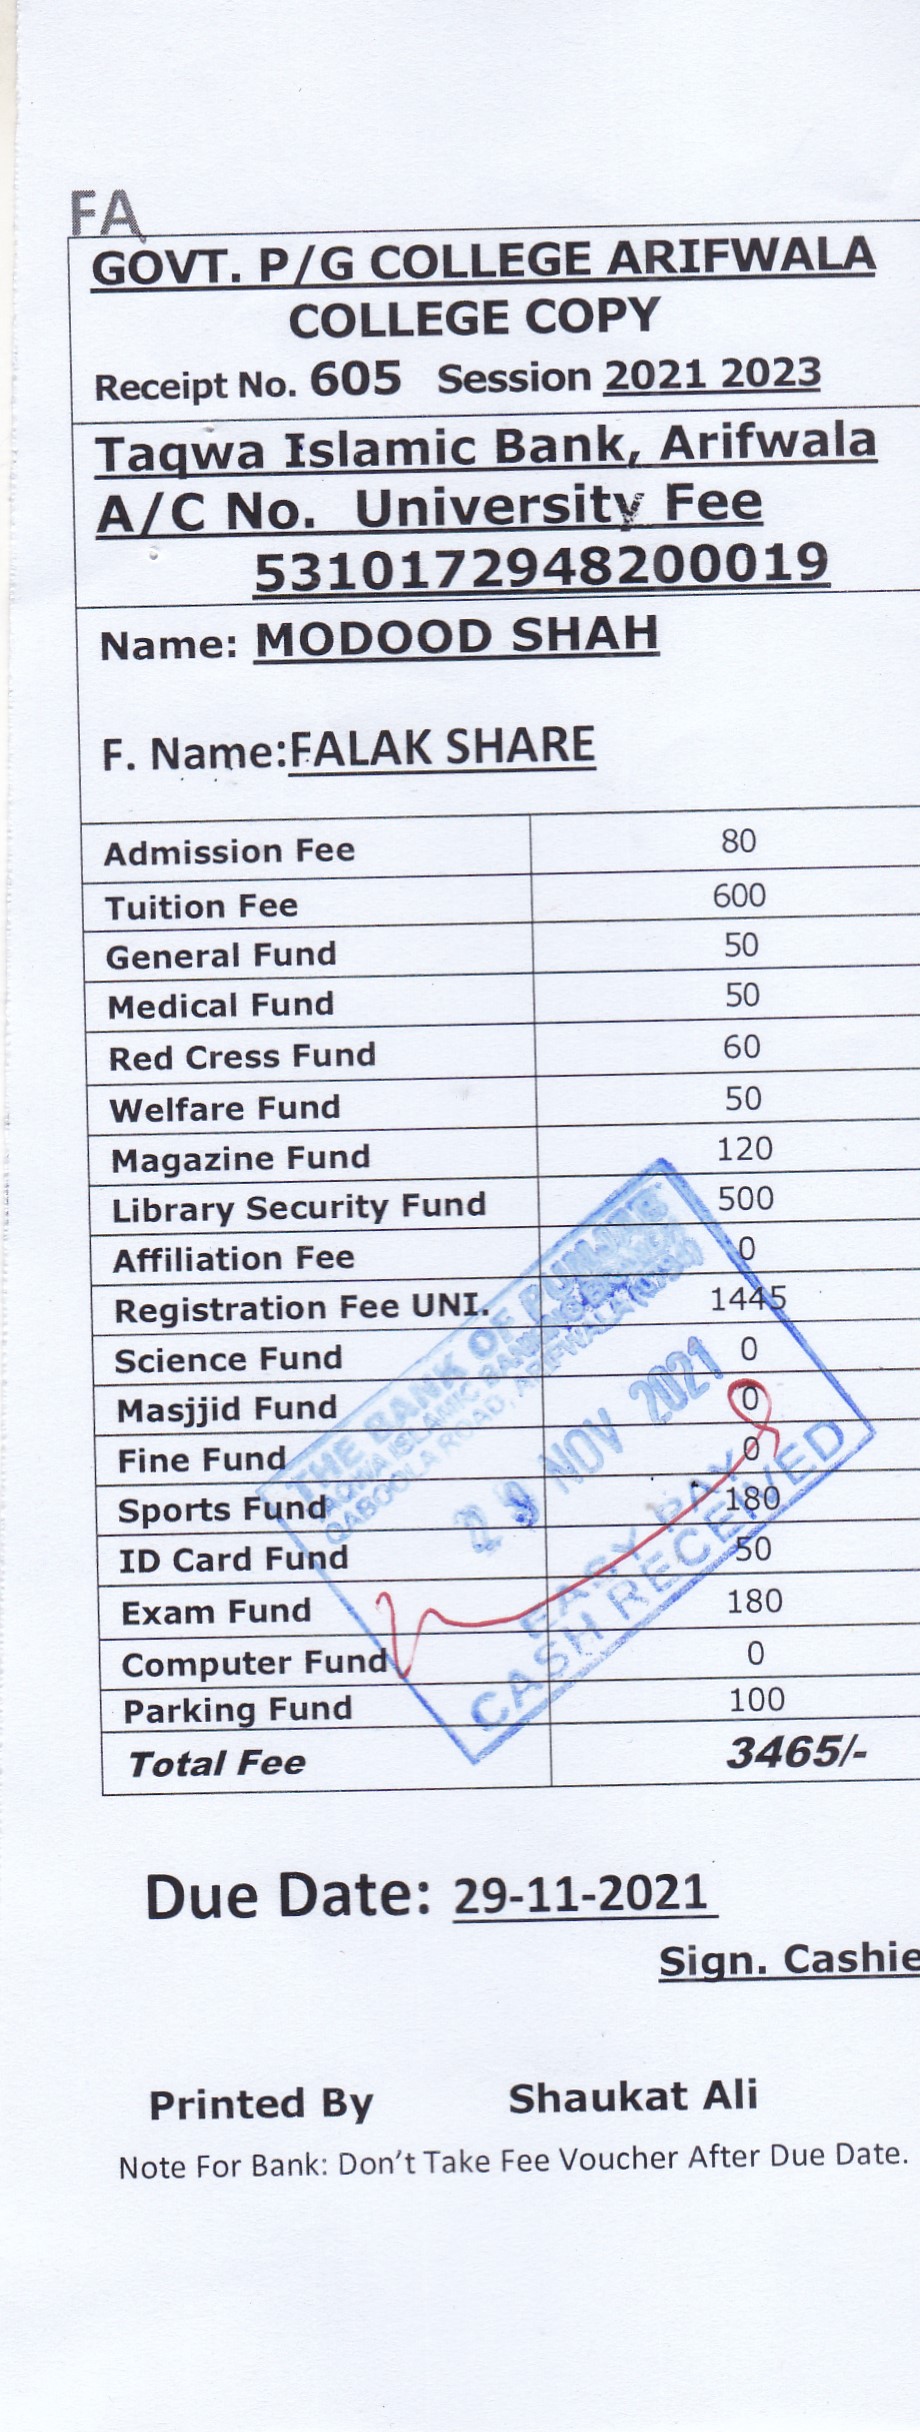 FA
GOVT. P/G COLLEGE ARIFWALA
COLLEGE COPY
Receipt No. 605 Session 2021 2023
Taqwa Islamic Bank, Arifwala
A/C No. University Fee
5310172948200019
Name: MODOOD SHAH
F. Name:FALAK SHARE
Admission Fee 80
Tuition Fee 600
General Fund 50
Medical Fund 50
Red Cress Fund 60
Welfare Fund 50
Magazine Fund 120
Library Security Fund 500
Affiliation Fee 0
Registration Fee UNI. 1445
Science Fund 0
Masjjid Fund 0
Fine Fund 0
Sports Fund 180
ID Card Fund 50
Exam Fund 180
Computer Fund 0
Parking Fund 100
Total Fee 3465/-
THE BANK OF PUNJAB
TAQWA ISLAMIC BANKING
QABOOLA ROAD, ARIFWALA
29 NOV 2021
EASY PAY
CASH RECEIVED
Due Date: 29-11-2021
Sign. Cashie
Printed By Shaukat Ali
Note For Bank: Don't Take Fee Voucher After Due Date.